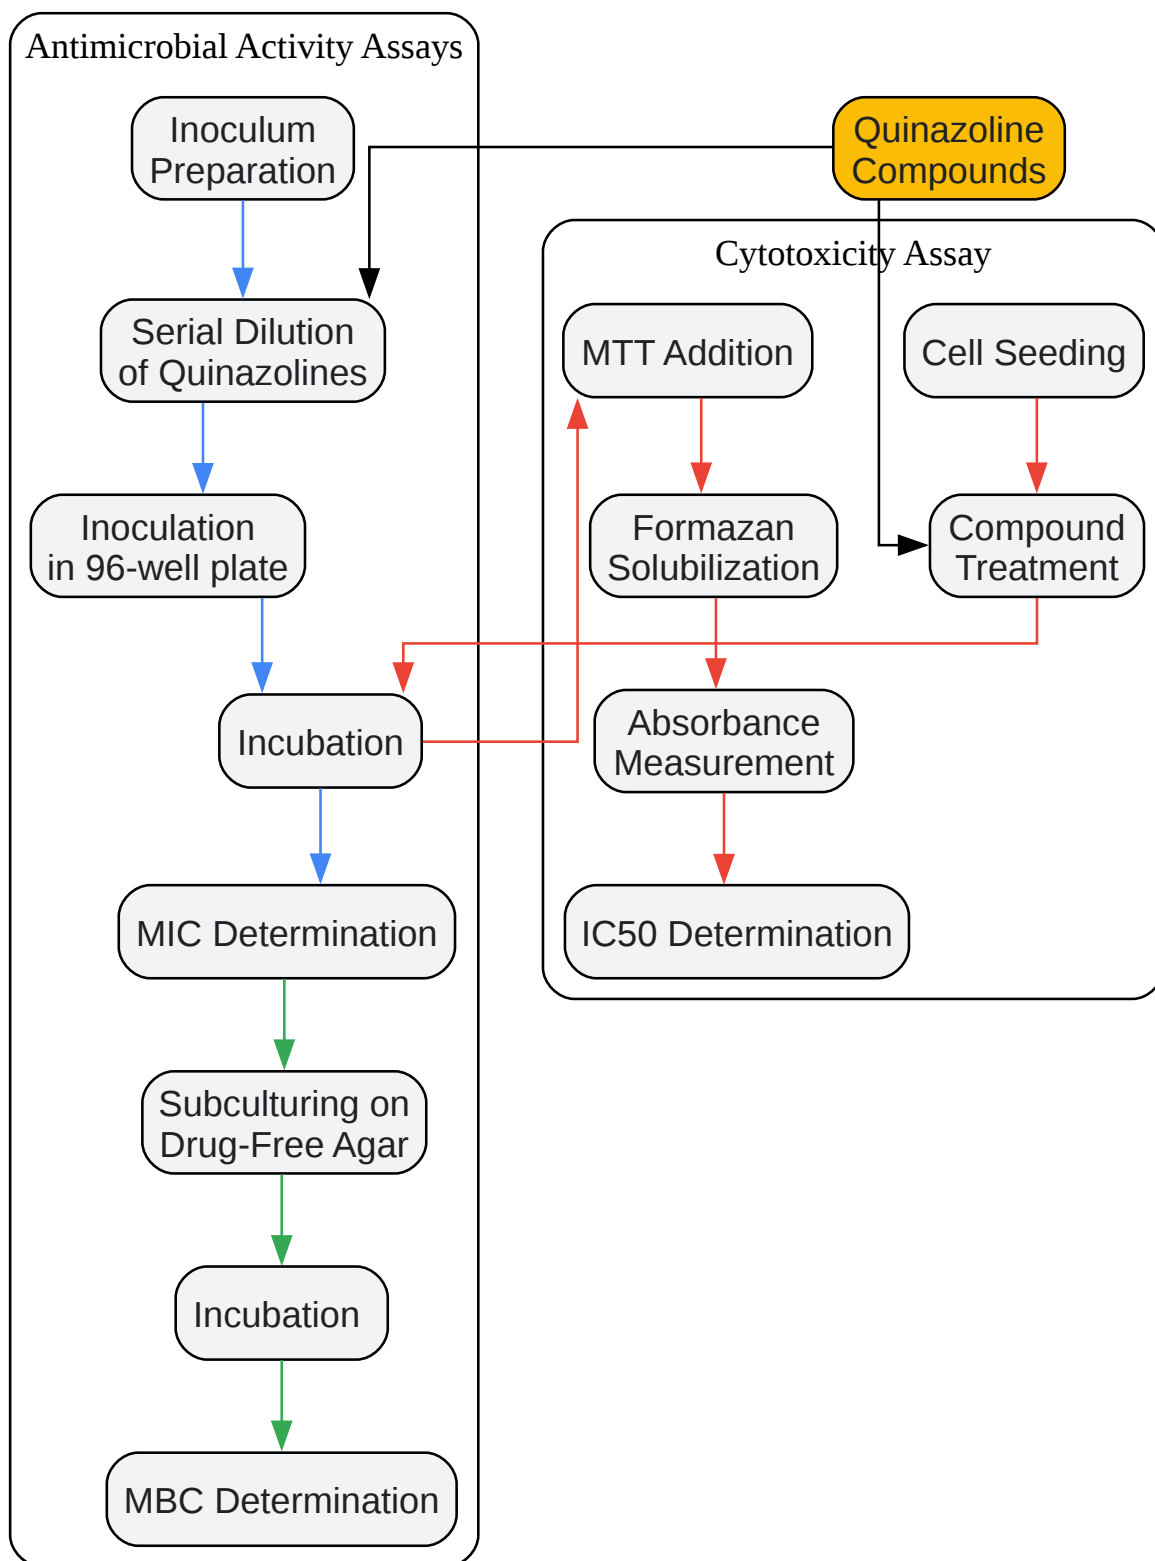 Antimicrobial Activity Assays
Inoculum
Preparation
Quinazoline
Compounds
Cytotoxicity Assay
Serial Dilution
of Quinazolines
MTT Addition
Cell Seeding
Inoculation
in 96-well plate
Formazan
Solubilization
Compound
Treatment
Incubation
Absorbance
Measurement
MIC Determination
IC50 Determination
Subculturing on
Drug-Free Agar
Incubation
MBC Determination